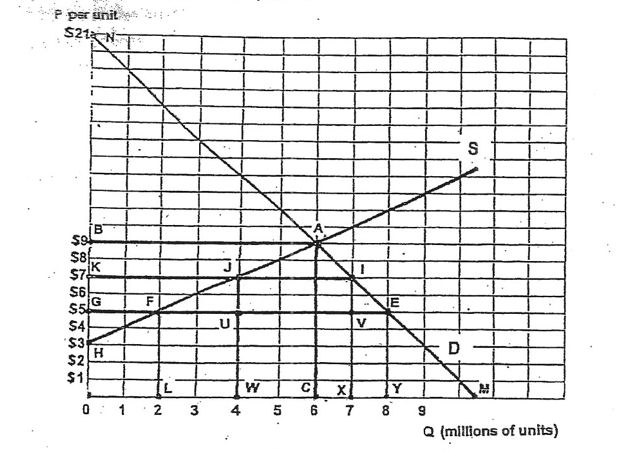 P per unit
$21 N
S
B A
$9
$8
K J I
$7
$6
G F E
$5
U V
$4
$3
H D
$2
$1
L W C X Y M
0 1 2 3 4 6 7 8 9
Q (millions of units)